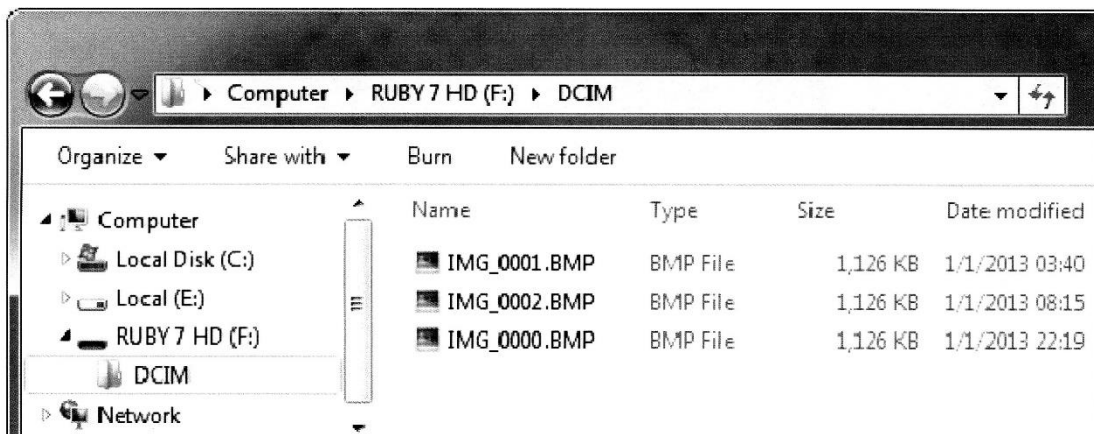 Computer ▸ RUBY 7 HD (F:) ▸ DCIM
Organize Share with Burn New folder
Computer
Local Disk (C:)
Local (E:)
RUBY 7 HD (F:)
DCIM
Network
Name Type Size Date modified
IMG_0001.BMP BMP File 1,126 KB 1/1/2013 03:40
IMG_0002.BMP BMP File 1,126 KB 1/1/2013 08:15
IMG_0000.BMP BMP File 1,126 KB 1/1/2013 22:19